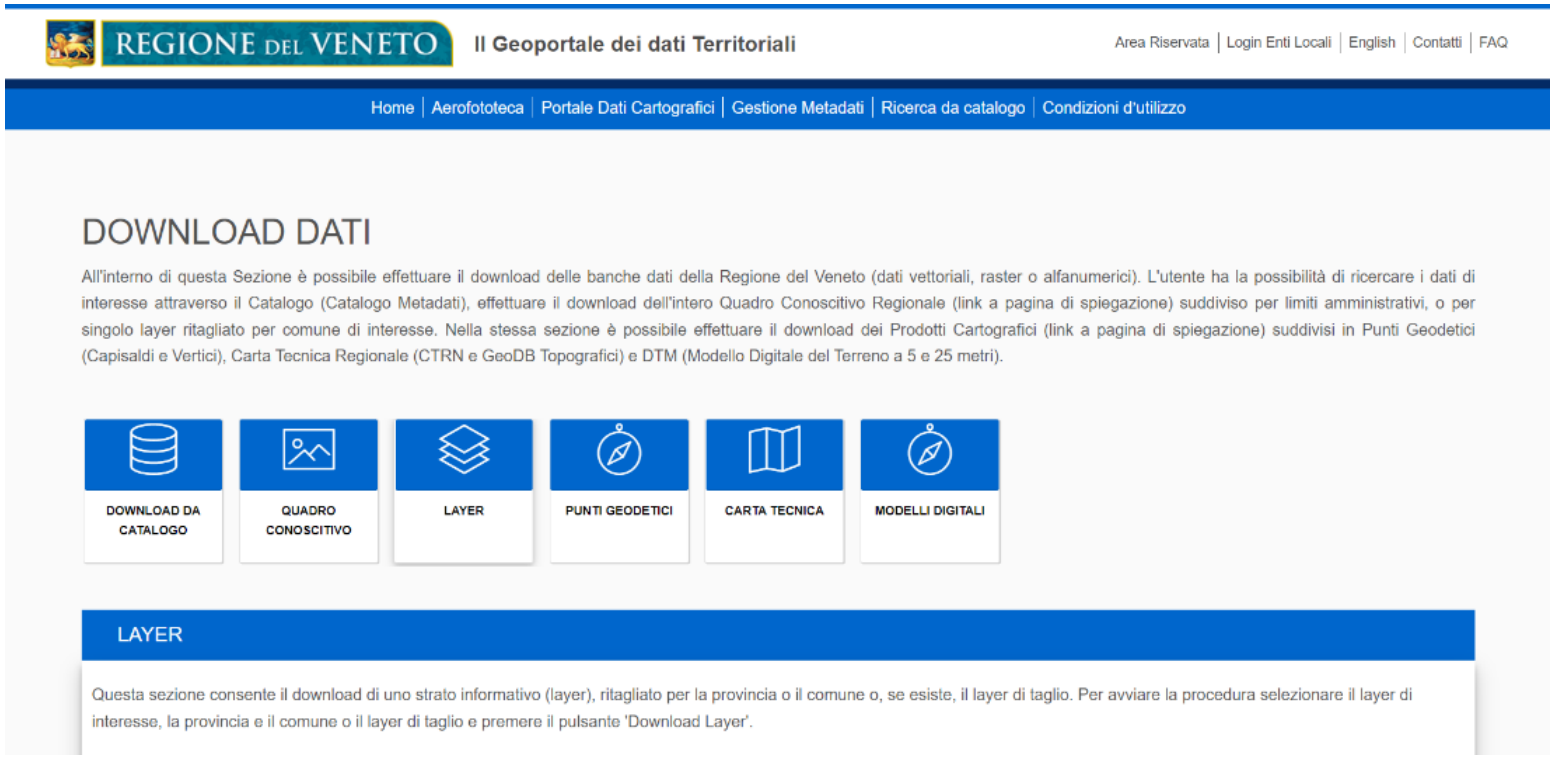 REGIONE DEL VENETO
Il Geoportale dei dati Territoriali
Area Riservata | Login Enti Locali | English | Contatti | FAQ
Home | Aerofototeca | Portale Dati Cartografici | Gestione Metadati | Ricerca da catalogo | Condizioni d'utilizzo
DOWNLOAD DATI
All'interno di questa Sezione è possibile effettuare il download delle banche dati della Regione del Veneto (dati vettoriali, raster o alfanumerici). L'utente ha la possibilità di ricercare i dati di
interesse attraverso il Catalogo (Catalogo Metadati), effettuare il download dell'intero Quadro Conoscitivo Regionale (link a pagina di spiegazione) suddiviso per limiti amministrativi, o per
singolo layer ritagliato per comune di interesse. Nella stessa sezione è possibile effettuare il download dei Prodotti Cartografici (link a pagina di spiegazione) suddivisi in Punti Geodetici
(Capisaldi e Vertici), Carta Tecnica Regionale (CTRN e GeoDB Topografici) e DTM (Modello Digitale del Terreno a 5 e 25 metri).
DOWNLOAD DA
CATALOGO
QUADRO
CONOSCITIVO
LAYER
PUNTI GEODETICI
CARTA TECNICA
MODELLI DIGITALI
LAYER
Questa sezione consente il download di uno strato informativo (layer), ritagliato per la provincia o il comune o, se esiste, il layer di taglio. Per avviare la procedura selezionare il layer di
interesse, la provincia e il comune o il layer di taglio e premere il pulsante 'Download Layer'.